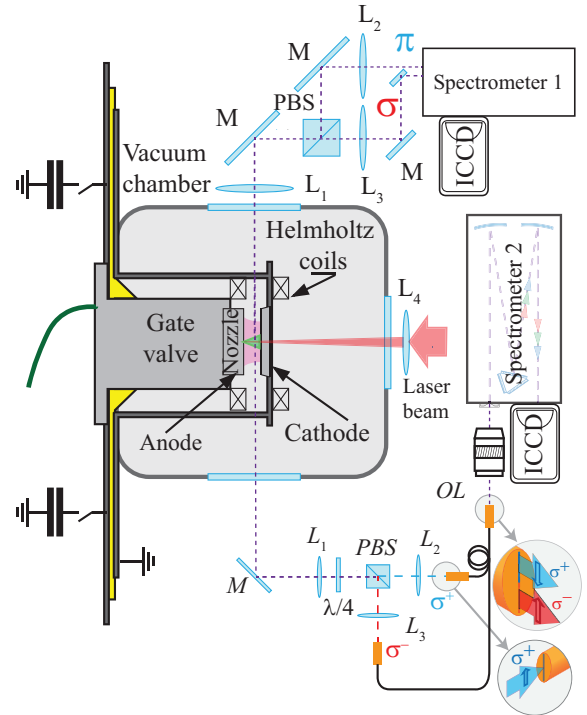 L2
M
π
Spectrometer 1
PBS
σ
M
L3
M
ICCD
Vacuum
chamber
L1
Helmholtz
coils
Spectrometer 2
L4
Gate
valve
Nozzle
Laser
beam
Anode
Cathode
ICCD
OL
L1
PBS
L2
M
λ/4
σ+
L3
σ−
σ+
σ−
σ+